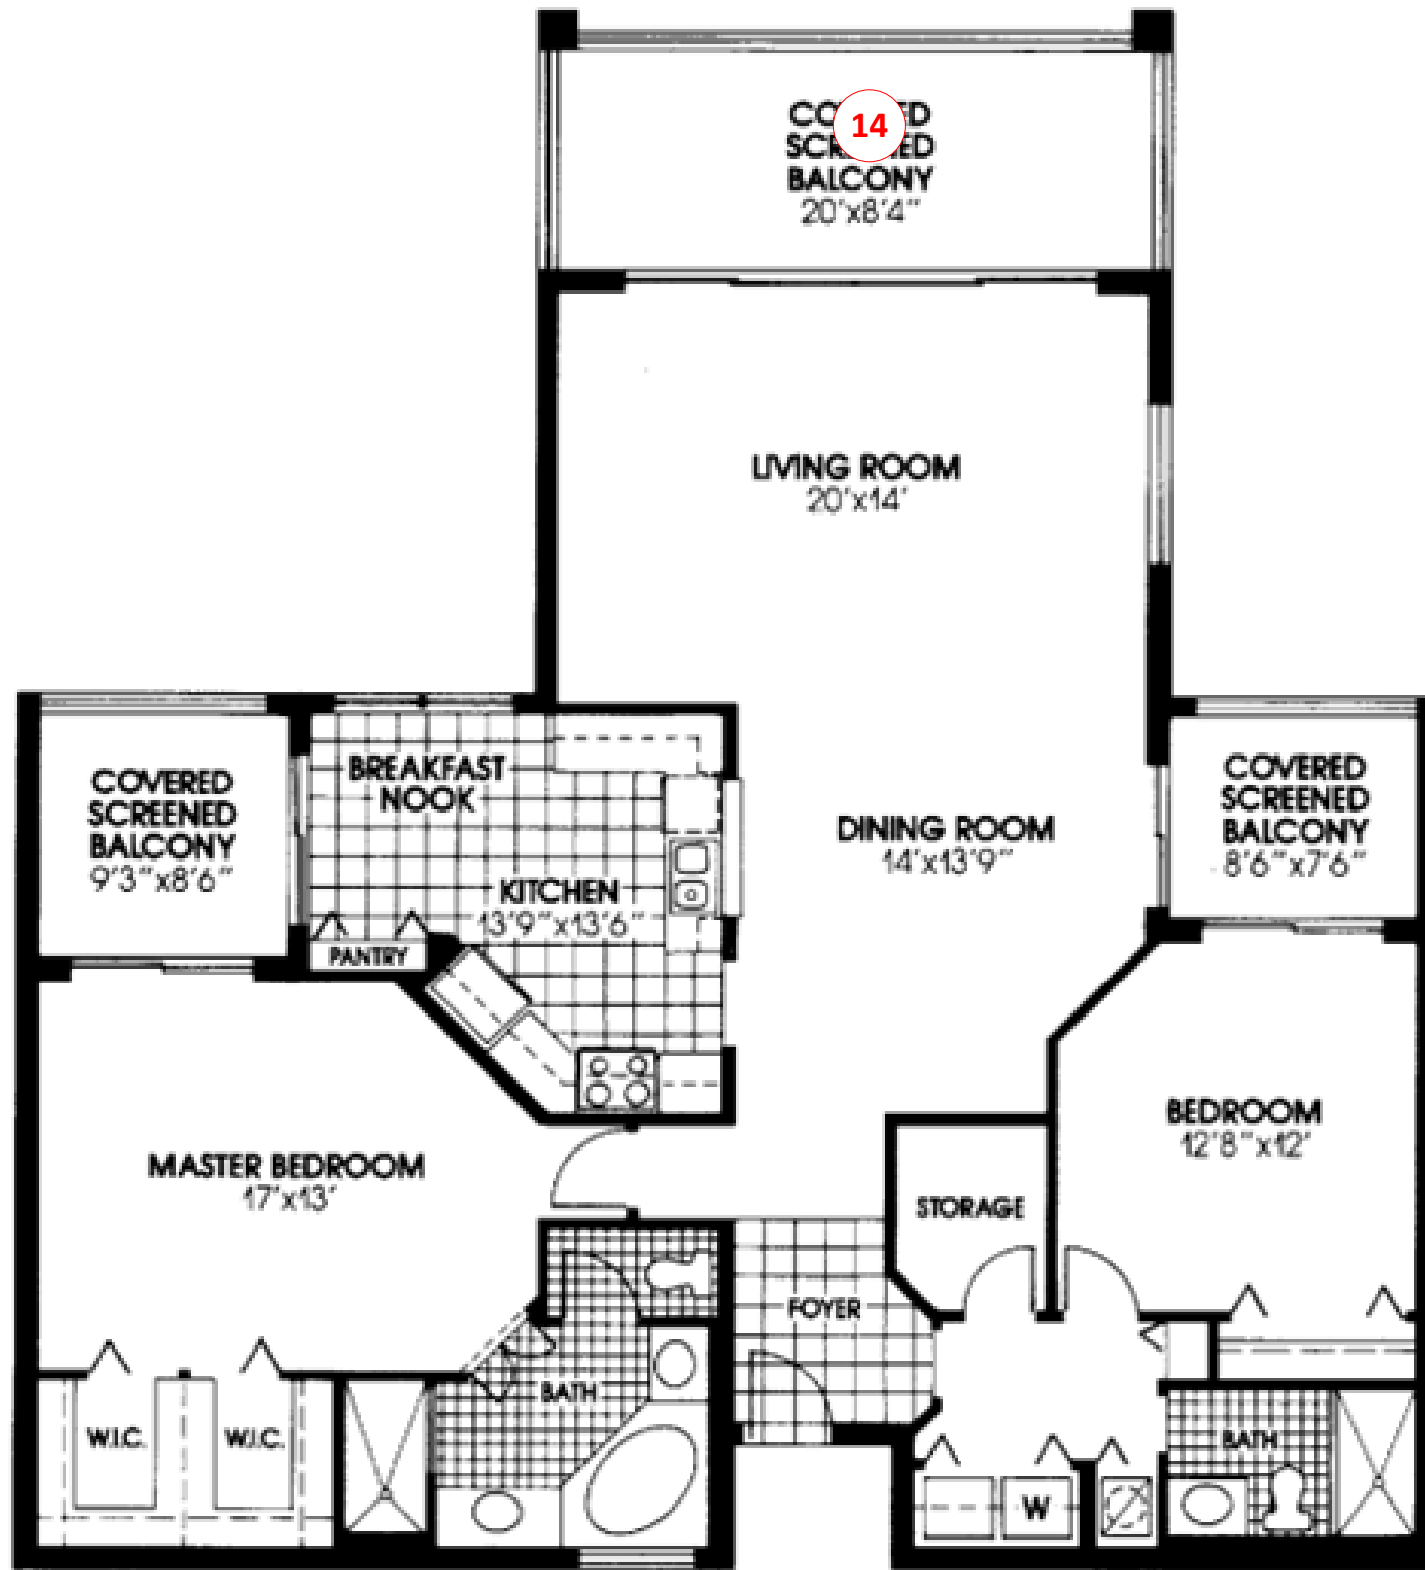 14
SCREENED
BALCONY
20'x8'4"
LIVING ROOM
20'x14'
BREAKFAST
NOOK
COVERED
SCREENED
BALCONY
9'3"x8'6"
COVERED
SCREENED
BALCONY
8'6"x7'6"
DINING ROOM
14'x13'9"
KITCHEN
13'9"x13'6"
PANTRY
BEDROOM
12'8"x12'
MASTER BEDROOM
17'x13'
STORAGE
FOYER
BATH
W.I.C.
W.I.C.
BATH
W